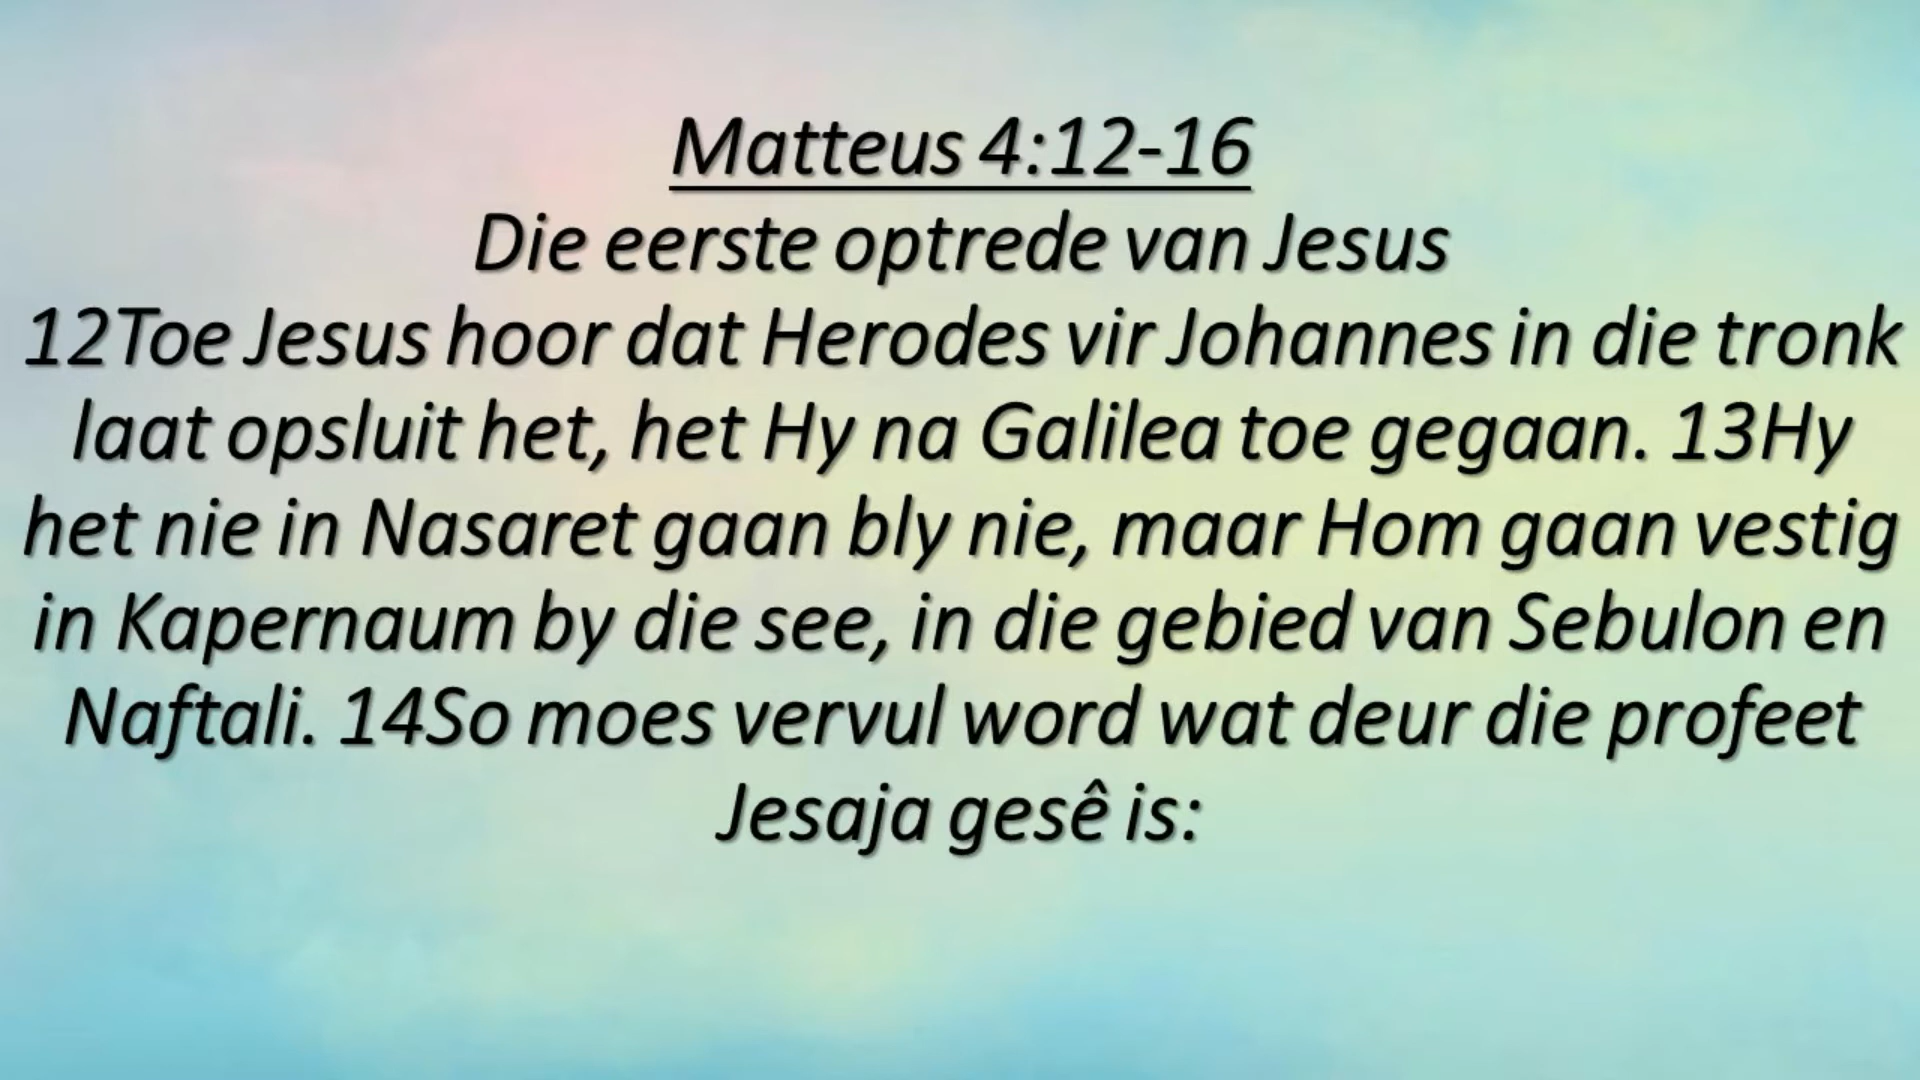 Matteus 4:12-16
Die eerste optrede van Jesus
12Toe Jesus hoor dat Herodes vir Johannes in die tronk
laat opsluit het, het Hy na Galilea toe gegaan. 13Hy
het nie in Nasaret gaan bly nie, maar Hom gaan vestig
in Kapernaum by die see, in die gebied van Sebulon en
Naftali. 14So moes vervul word wat deur die profeet
Jesaja gesê is: